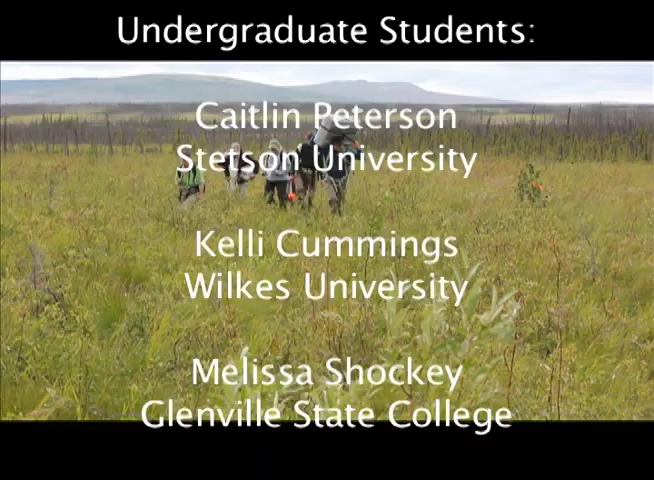 Undergraduate Students:
Caitlin Peterson
Stetson University
Kelli Cummings
Wilkes University
Melissa Shockey
Glenville State College